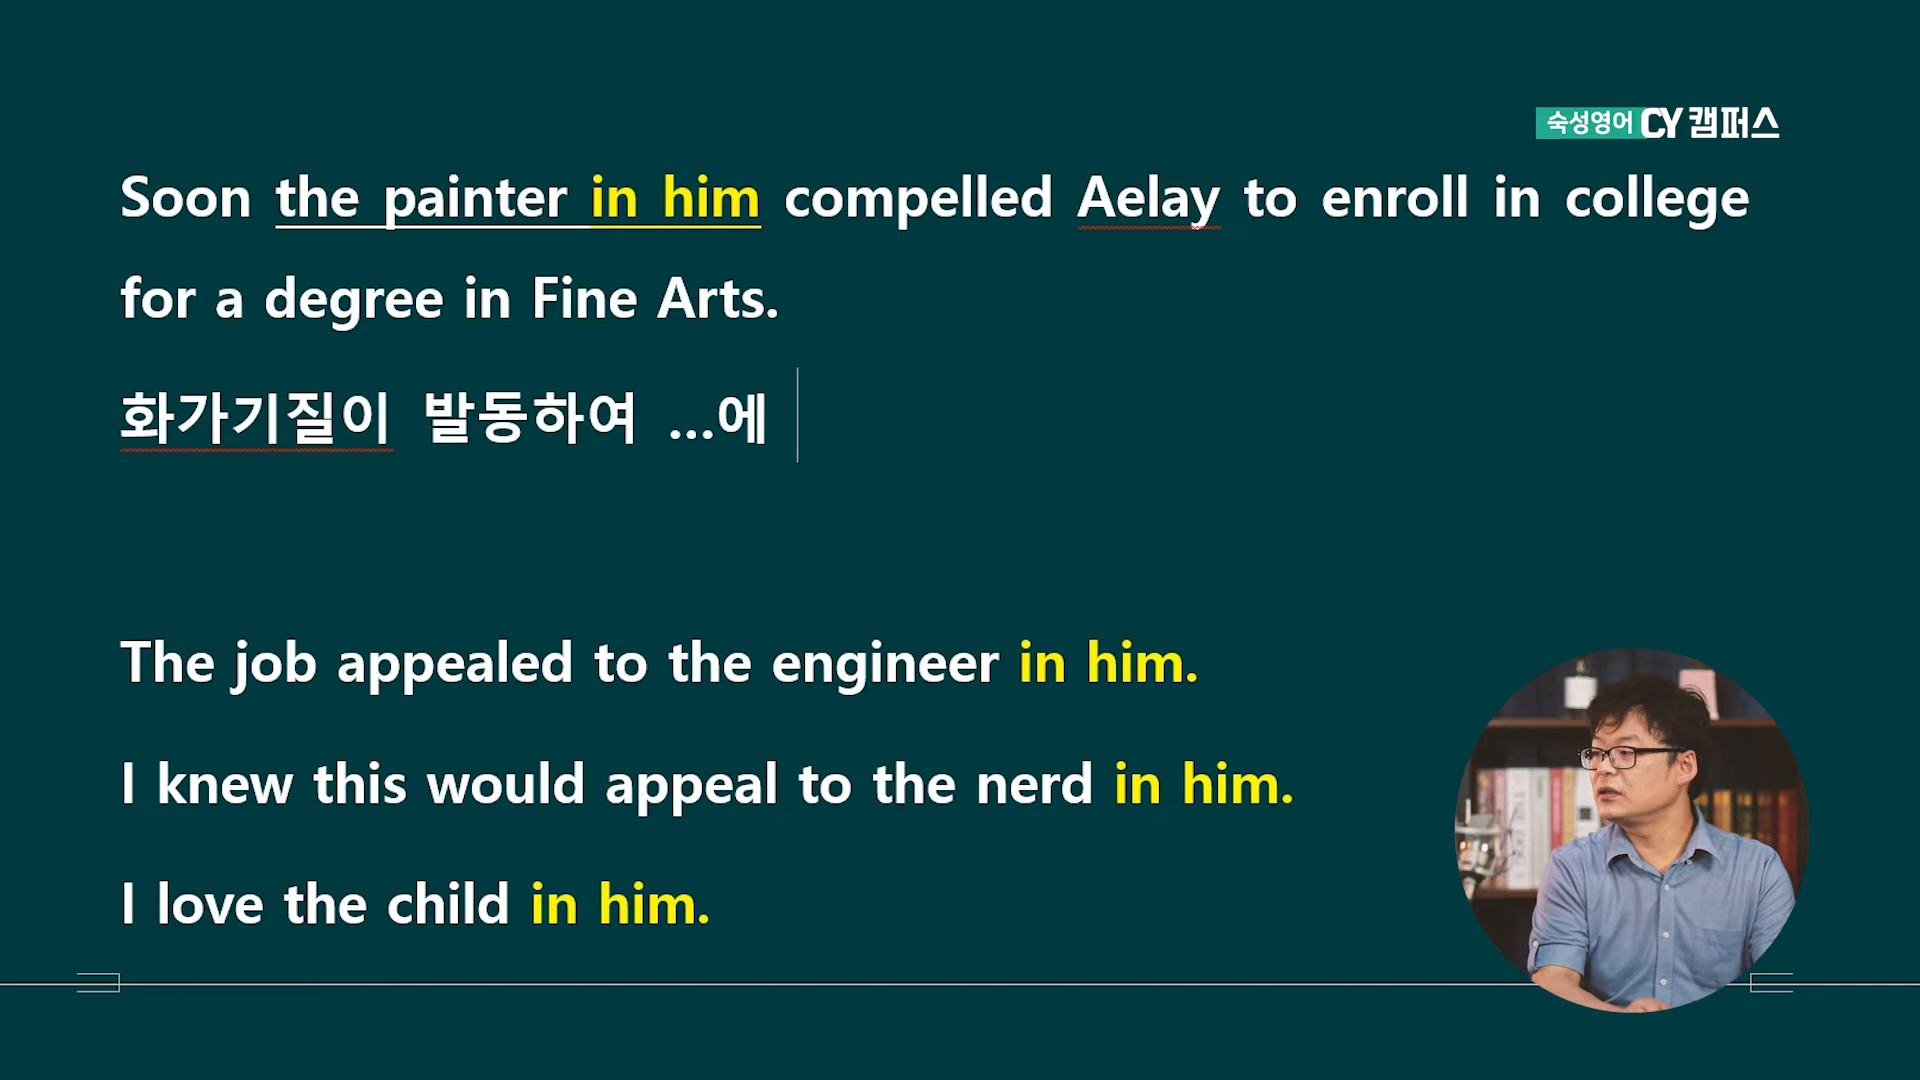 숙성영어 CY캠퍼스
Soon the painter in him compelled Aelay to enroll in college
for a degree in Fine Arts.
화가기질이 발동하여 ...에
The job appealed to the engineer in him.
I knew this would appeal to the nerd in him.
I love the child in him.